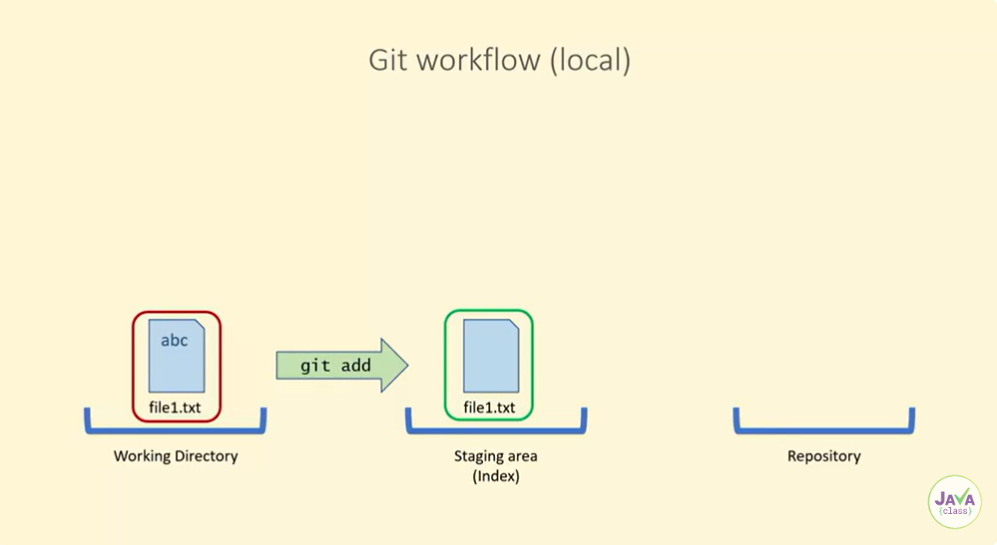 Git workflow (local)
abc
git add
file1.txt
file1.txt
Working Directory
Staging area
(Index)
Repository
JAVA
{class}